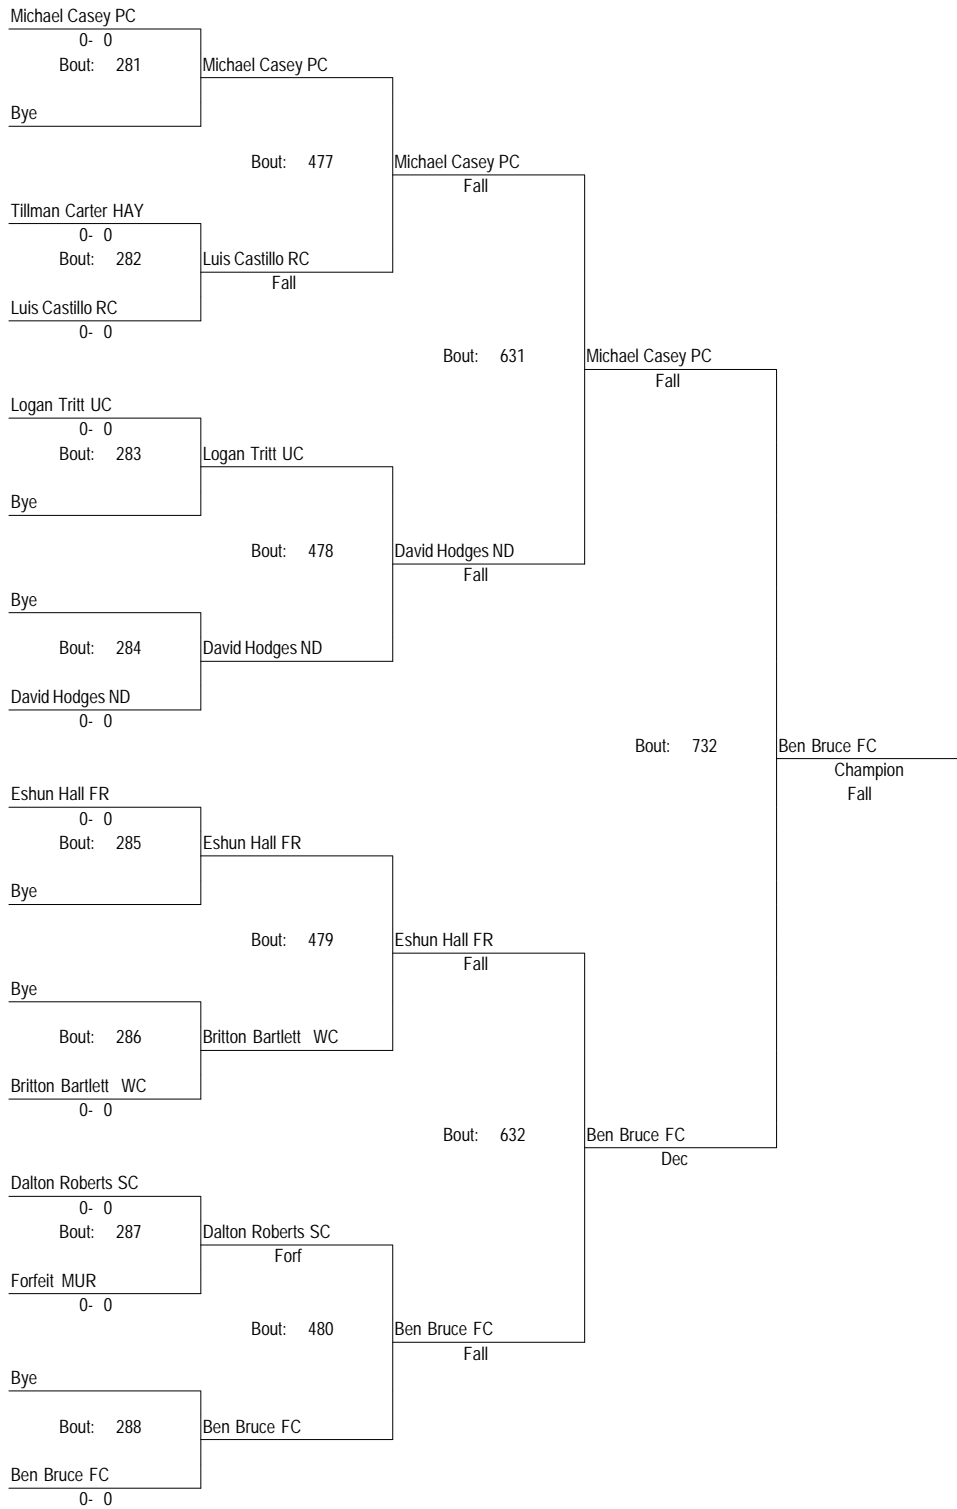 Michael Casey PC
0- 0
Bout: 281
Michael Casey PC
Bye
Bout: 477
Michael Casey PC
Fall
Tillman Carter HAY
0- 0
Bout: 282
Luis Castillo RC
Fall
Luis Castillo RC
0- 0
Bout: 631
Michael Casey PC
Fall
Logan Tritt UC
0- 0
Bout: 283
Logan Tritt UC
Bye
Bout: 478
David Hodges ND
Fall
Bye
Bout: 284
David Hodges ND
David Hodges ND
0- 0
Bout: 732
Ben Bruce FC
Champion
Fall
Eshun Hall FR
0- 0
Bout: 285
Eshun Hall FR
Bye
Bout: 479
Eshun Hall FR
Fall
Bye
Bout: 286
Britton Bartlett WC
Britton Bartlett WC
0- 0
Bout: 632
Ben Bruce FC
Dec
Dalton Roberts SC
0- 0
Bout: 287
Dalton Roberts SC
Forf
Forfeit MUR
0- 0
Bout: 480
Ben Bruce FC
Fall
Bye
Bout: 288
Ben Bruce FC
Ben Bruce FC
0- 0